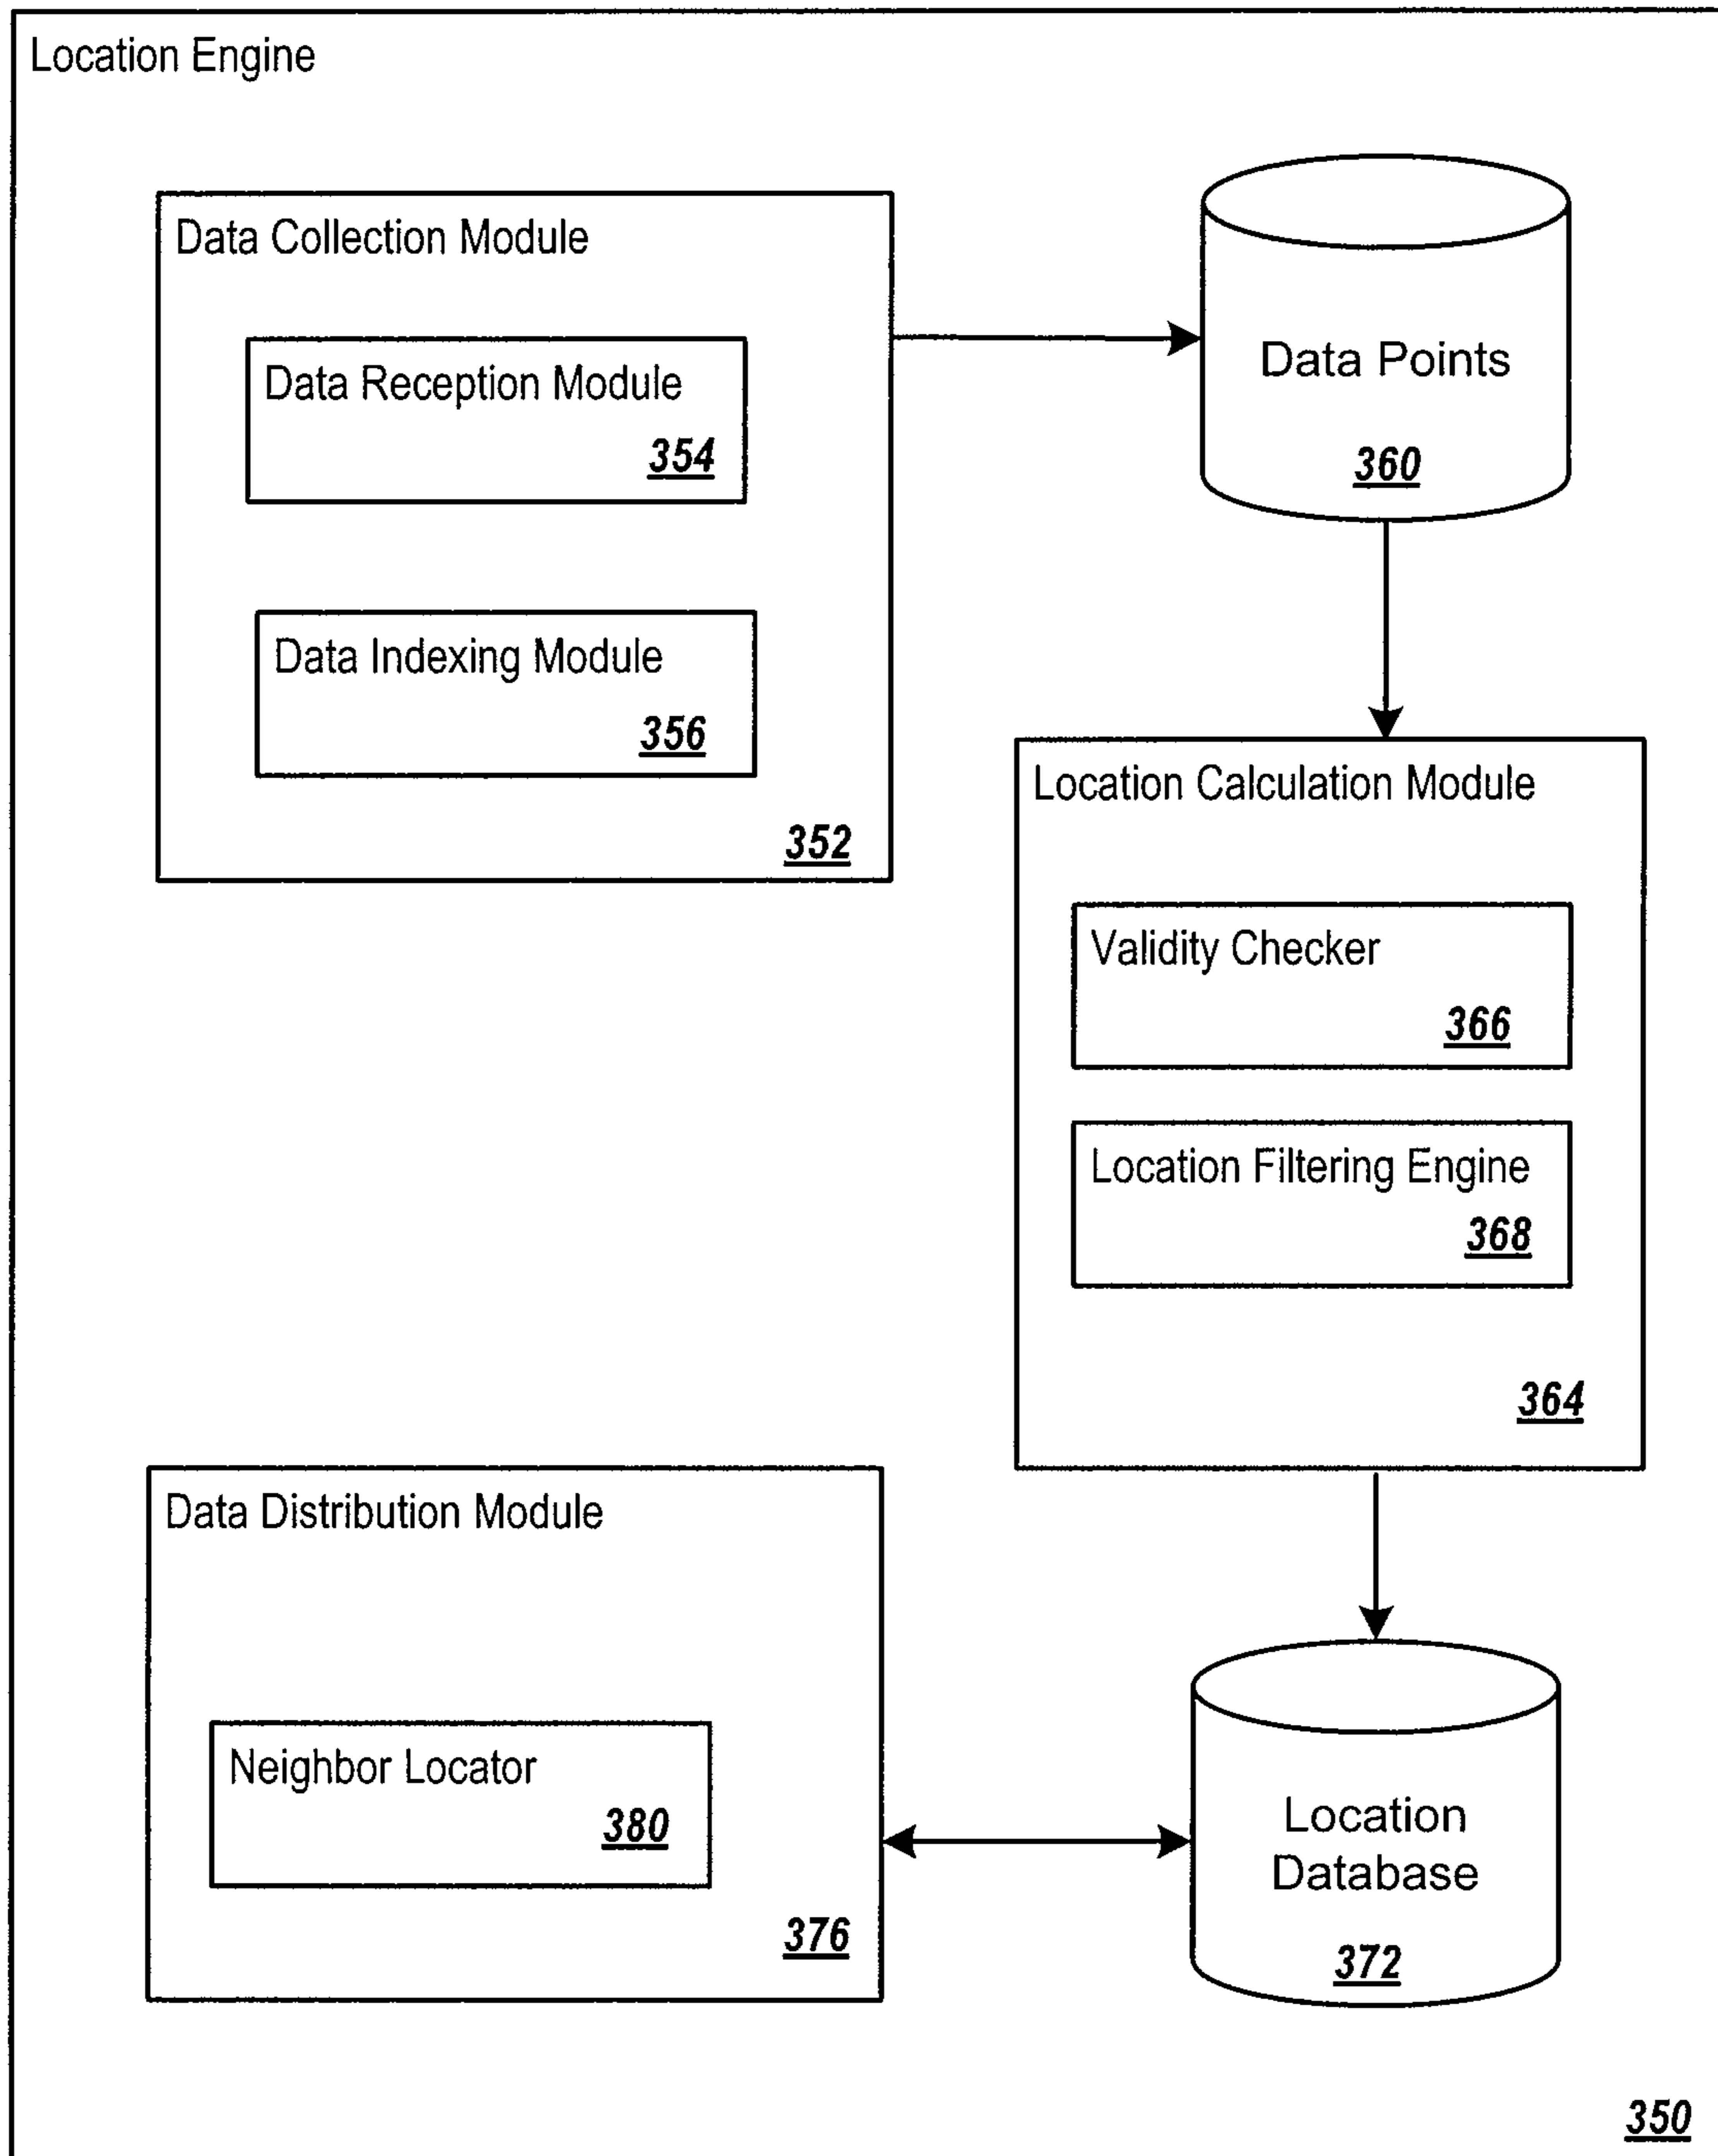 Location Engine
Data Collection Module
Data Reception Module
354
Data Indexing Module
356
352
Data Points
360
Location Calculation Module
Validity Checker
366
Location Filtering Engine
368
364
Data Distribution Module
Neighbor Locator
380
376
Location
Database
372
350